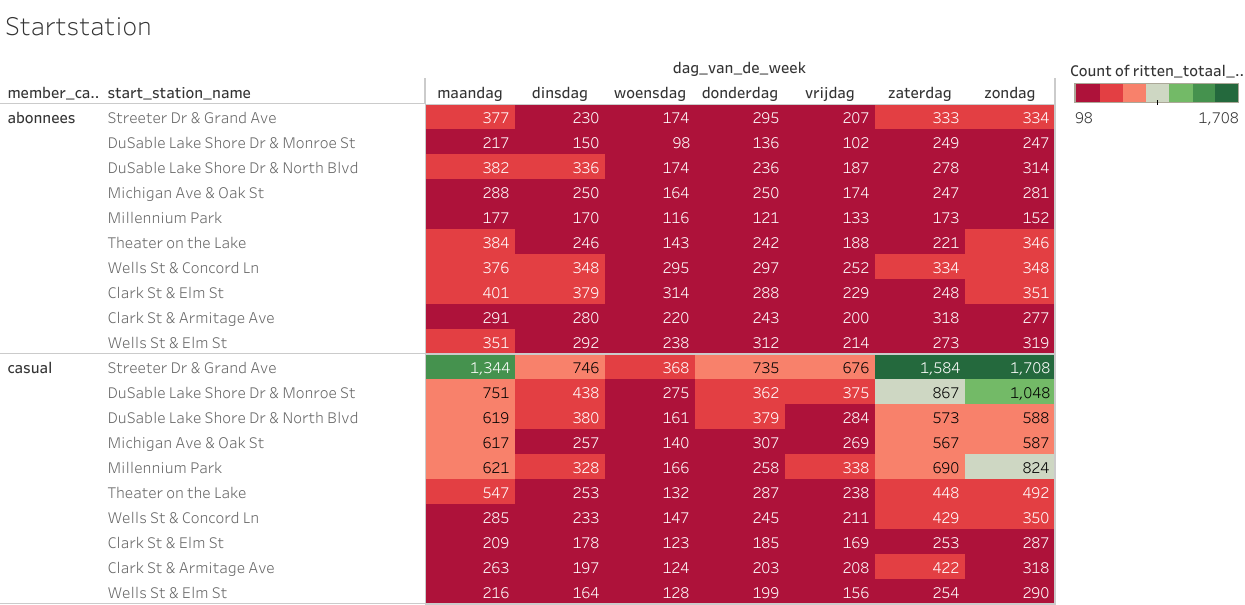 Startstation
dag_van_de_week
Count of ritten_totaal_..
member_ca.. start_station_name maandag dinsdag woensdag donderdag vrijdag zaterdag zondag
98 1,708
abonnees Streeter Dr & Grand Ave 377 230 174 295 207 333 334
DuSable Lake Shore Dr & Monroe St 217 150 98 136 102 249 247
DuSable Lake Shore Dr & North Blvd 382 336 174 236 187 278 314
Michigan Ave & Oak St 288 250 164 250 174 247 281
Millennium Park 177 170 116 121 133 173 152
Theater on the Lake 384 246 143 242 188 221 346
Wells St & Concord Ln 376 348 295 297 252 334 348
Clark St & Elm St 401 379 314 288 229 248 351
Clark St & Armitage Ave 291 280 220 243 200 318 277
Wells St & Elm St 351 292 238 312 214 273 319
casual Streeter Dr & Grand Ave 1,344 746 368 735 676 1,584 1,708
DuSable Lake Shore Dr & Monroe St 751 438 275 362 375 867 1,048
DuSable Lake Shore Dr & North Blvd 619 380 161 379 284 573 588
Michigan Ave & Oak St 617 257 140 307 269 567 587
Millennium Park 621 328 166 258 338 690 824
Theater on the Lake 547 253 132 287 238 448 492
Wells St & Concord Ln 285 233 147 245 211 429 350
Clark St & Elm St 209 178 123 185 169 253 287
Clark St & Armitage Ave 263 197 124 203 208 422 318
Wells St & Elm St 216 164 128 199 156 254 290